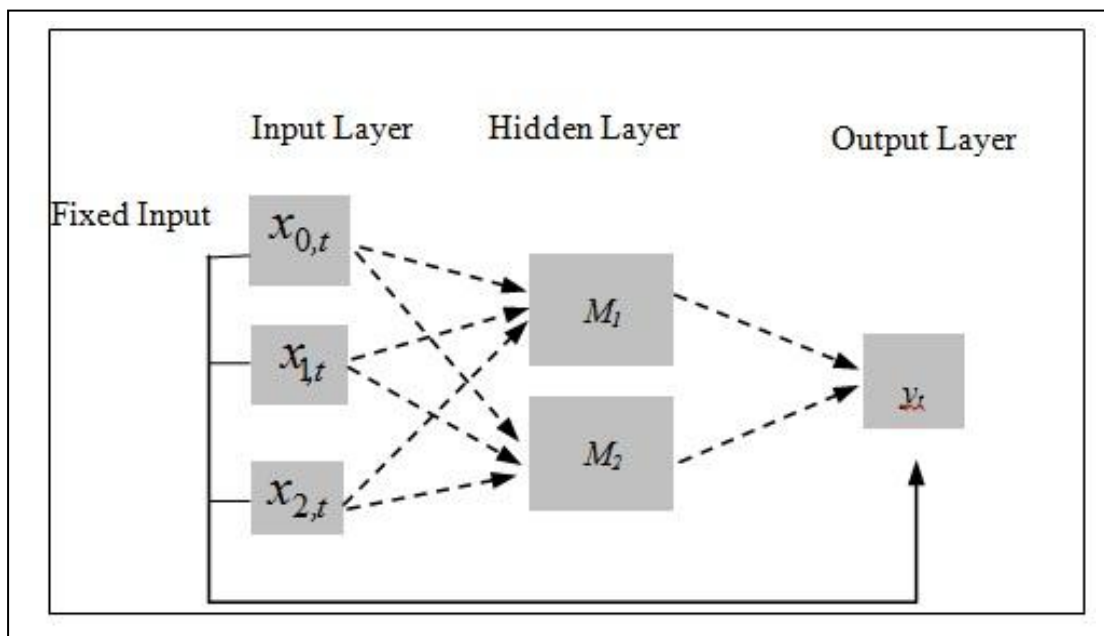 Input Layer
Hidden Layer
Output Layer
Fixed Input
x0,t
M1
x1,t
yt
M2
x2,t